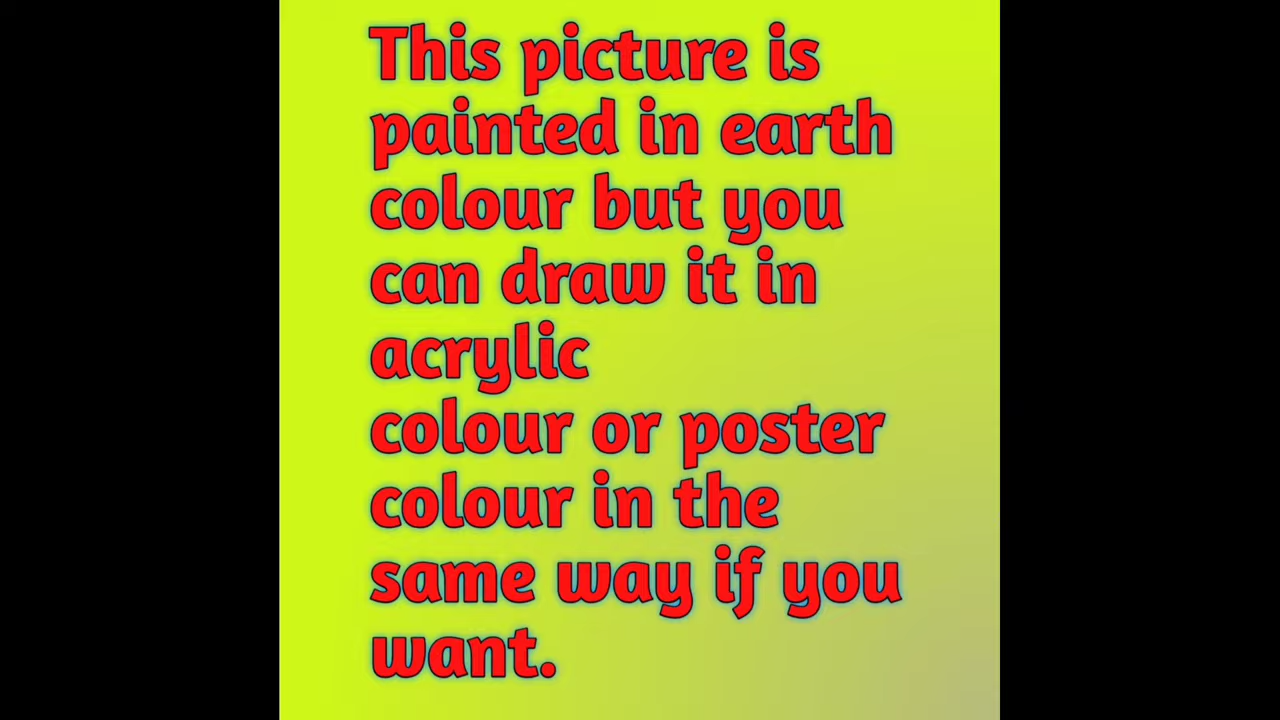 This picture is
painted in earth
colour but you
can draw it in
acrylic
colour or poster
colour in the
same way if you
want.